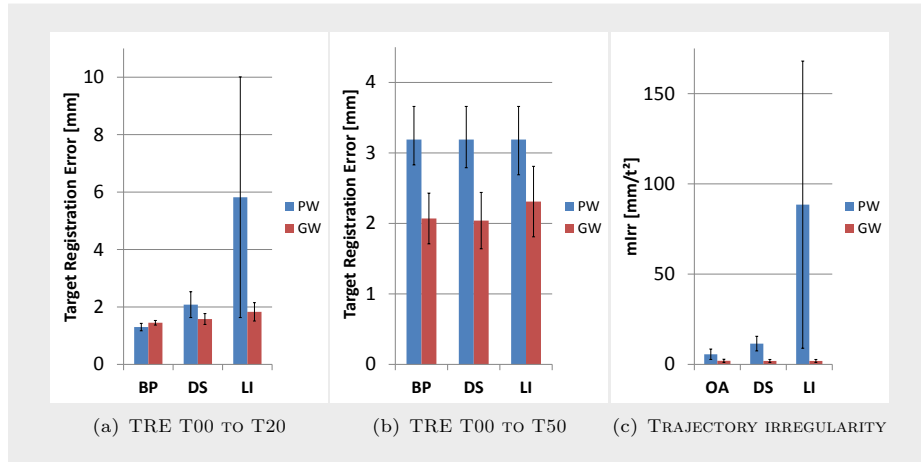 Target Registration Error [mm]
10
8
6
4
2
0
BP DS LI
PW
GW
(a) TRE T00 TO T20
Target Registration Error [mm]
4
3
2
1
0
BP DS LI
PW
GW
(b) TRE T00 TO T50
mIrr [mm/t²]
150
100
50
0
OA DS LI
PW
GW
(c) TRAJECTORY IRREGULARITY